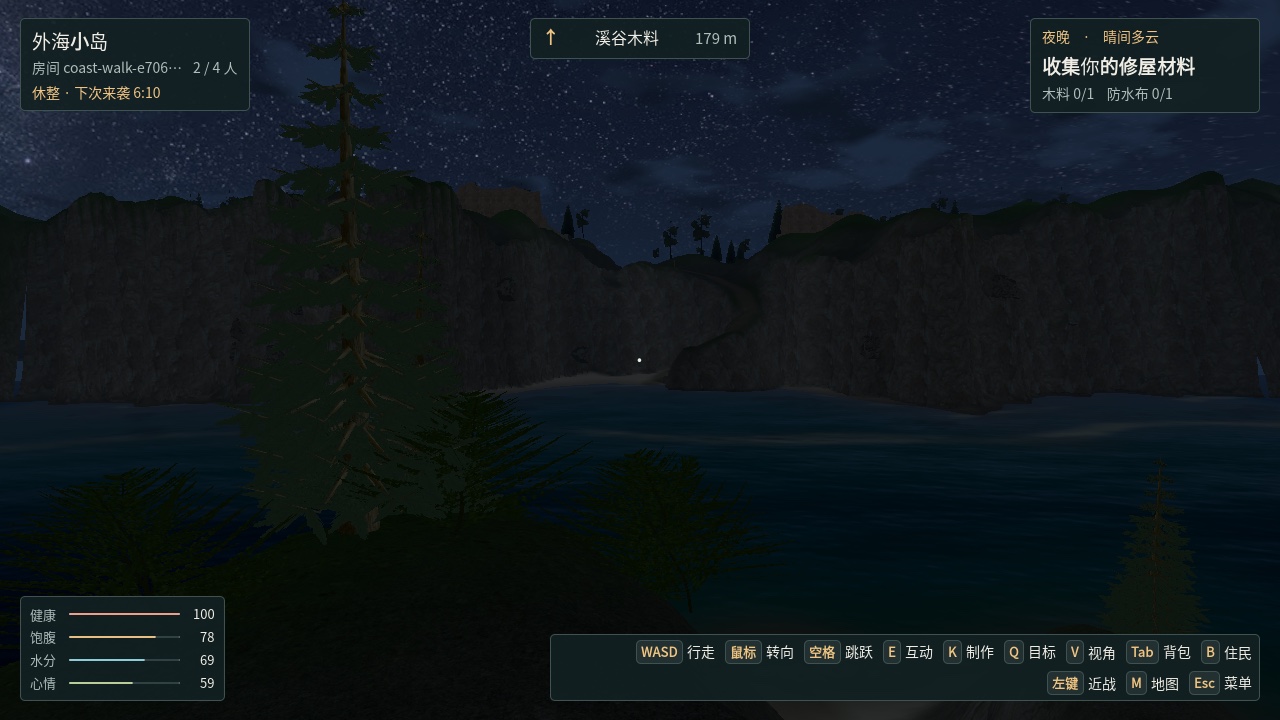 外海小岛
房间 coast-walk-e706… 2 / 4 人
休整 · 下次来袭 6:10
↑ 溪谷木料 179 m
夜晚 · 晴间多云
收集你的修屋材料
木料 0/1 防水布 0/1
健康 100
饱腹 78
水分 69
心情 59
WASD 行走 鼠标 转向 空格 跳跃 E 互动 K 制作 Q 目标 V 视角 Tab 背包 B 住民
左键 近战 M 地图 Esc 菜单